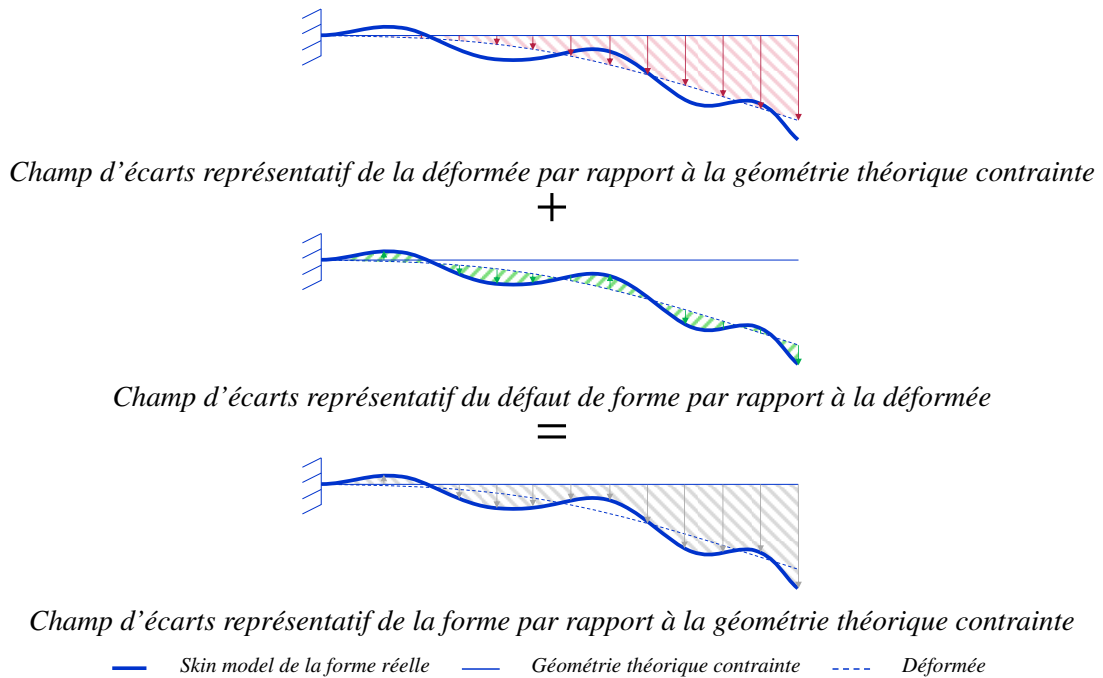 Champ d'écarts représentatif de la déformée par rapport à la géométrie théorique contrainte
+
Champ d'écarts représentatif du défaut de forme par rapport à la déformée
=
Champ d'écarts représentatif de la forme par rapport à la géométrie théorique contrainte
Skin model de la forme réelle Géométrie théorique contrainte Déformée